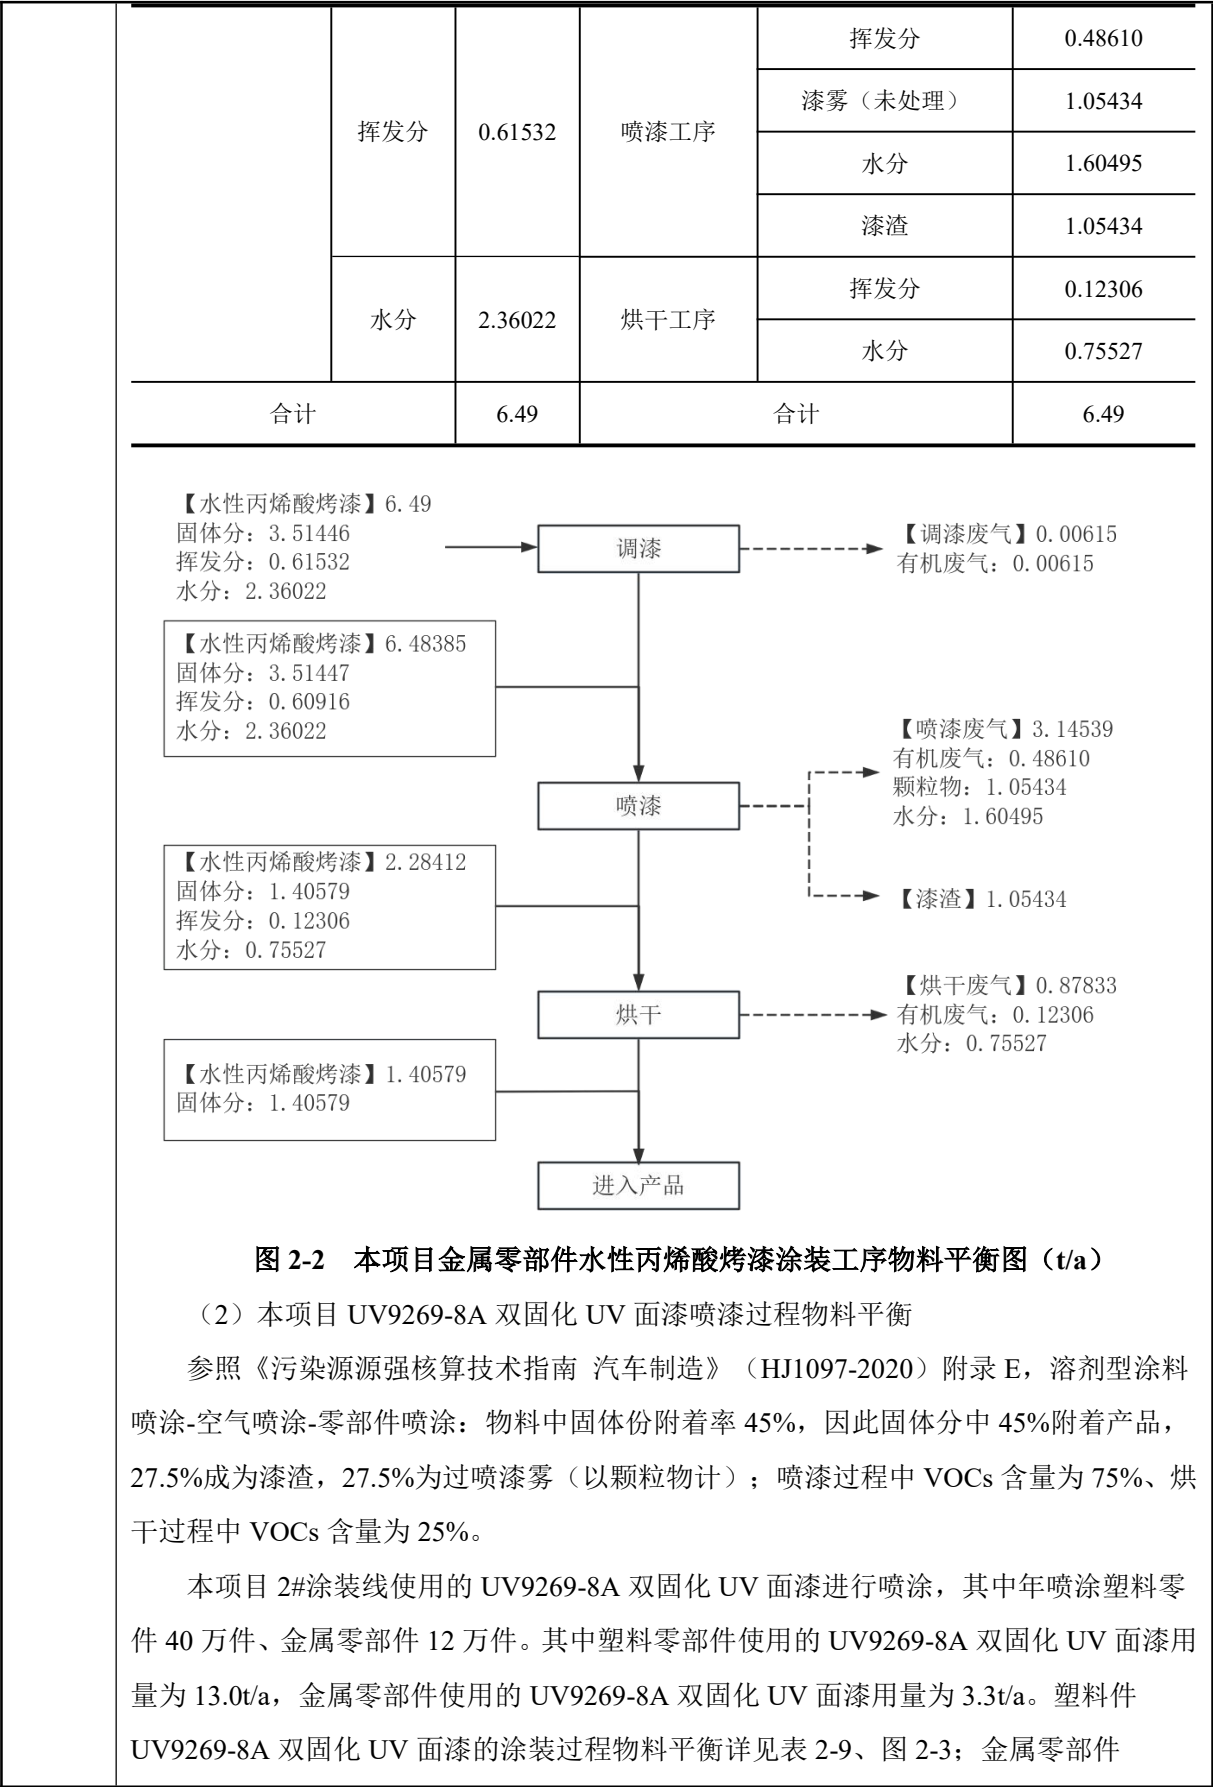 挥发分 0.61532 喷漆工序 挥发分 0.48610
漆雾（未处理） 1.05434
水分 1.60495
漆渣 1.05434
水分 2.36022 烘干工序 挥发分 0.12306
水分 0.75527
合计 6.49 合计 6.49
【水性丙烯酸烤漆】6.49
固体分：3.51446
挥发分：0.61532
水分：2.36022
调漆
【调漆废气】0.00615
有机废气：0.00615
【水性丙烯酸烤漆】6.48385
固体分：3.51447
挥发分：0.60916
水分：2.36022
喷漆
【喷漆废气】3.14539
有机废气：0.48610
颗粒物：1.05434
水分：1.60495
【漆渣】1.05434
【水性丙烯酸烤漆】2.28412
固体分：1.40579
挥发分：0.12306
水分：0.75527
烘干
【烘干废气】0.87833
有机废气：0.12306
水分：0.75527
【水性丙烯酸烤漆】1.40579
固体分：1.40579
进入产品
图 2-2 本项目金属零部件水性丙烯酸烤漆涂装工序物料平衡图（t/a）
（2）本项目 UV9269-8A 双固化 UV 面漆喷漆过程物料平衡
参照《污染源源强核算技术指南 汽车制造》（HJ1097-2020）附录 E，溶剂型涂料
喷涂-空气喷涂-零部件喷涂：物料中固体份附着率 45%，因此固体分中 45%附着产品，
27.5%成为漆渣，27.5%为过喷漆雾（以颗粒物计）；喷漆过程中 VOCs 含量为 75%、烘
干过程中 VOCs 含量为 25%。
本项目 2#涂装线使用的 UV9269-8A 双固化 UV 面漆进行喷涂，其中年喷涂塑料零
件 40 万件、金属零部件 12 万件。其中塑料零部件使用的 UV9269-8A 双固化 UV 面漆用
量为 13.0t/a，金属零部件使用的 UV9269-8A 双固化 UV 面漆用量为 3.3t/a。塑料件
UV9269-8A 双固化 UV 面漆的涂装过程物料平衡详见表 2-9、图 2-3；金属零部件